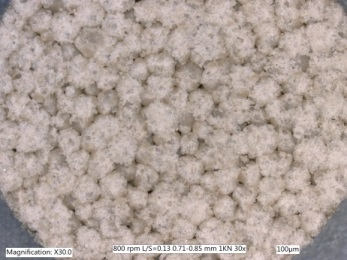 Magnification: X30.0
800 rpm L/S=0.13 0.71-0.85 mm 1KN 30x
100µm